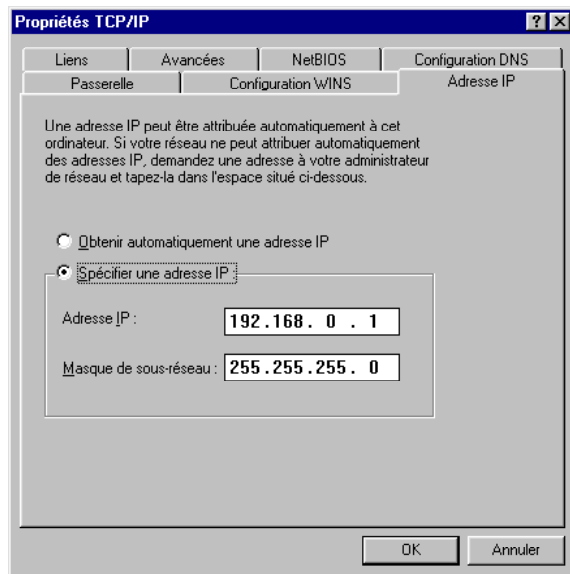 Propriétés TCP/IP
Liens Avancées NetBIOS Configuration DNS
Passerelle Configuration WINS Adresse IP
Une adresse IP peut être attribuée automatiquement à cet
ordinateur. Si votre réseau ne peut attribuer automatiquement
des adresses IP, demandez une adresse à votre administrateur
de réseau et tapez-la dans l'espace situé ci-dessous.
Obtenir automatiquement une adresse IP
Spécifier une adresse IP :
Adresse IP : 192.168. 0 . 1
Masque de sous-réseau : 255.255.255. 0
OK Annuler